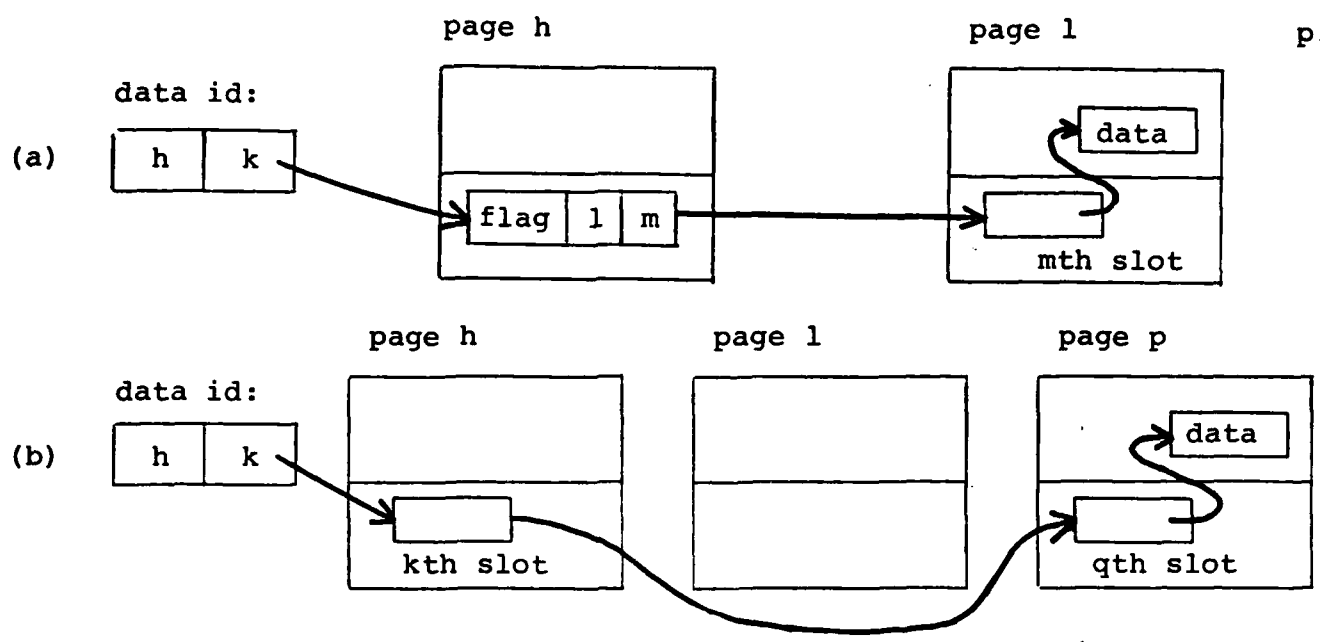 page h page l p
data id:
data
(a) h k
flag l m
mth slot
page h page l page p
data id:
data
(b) h k
kth slot qth slot